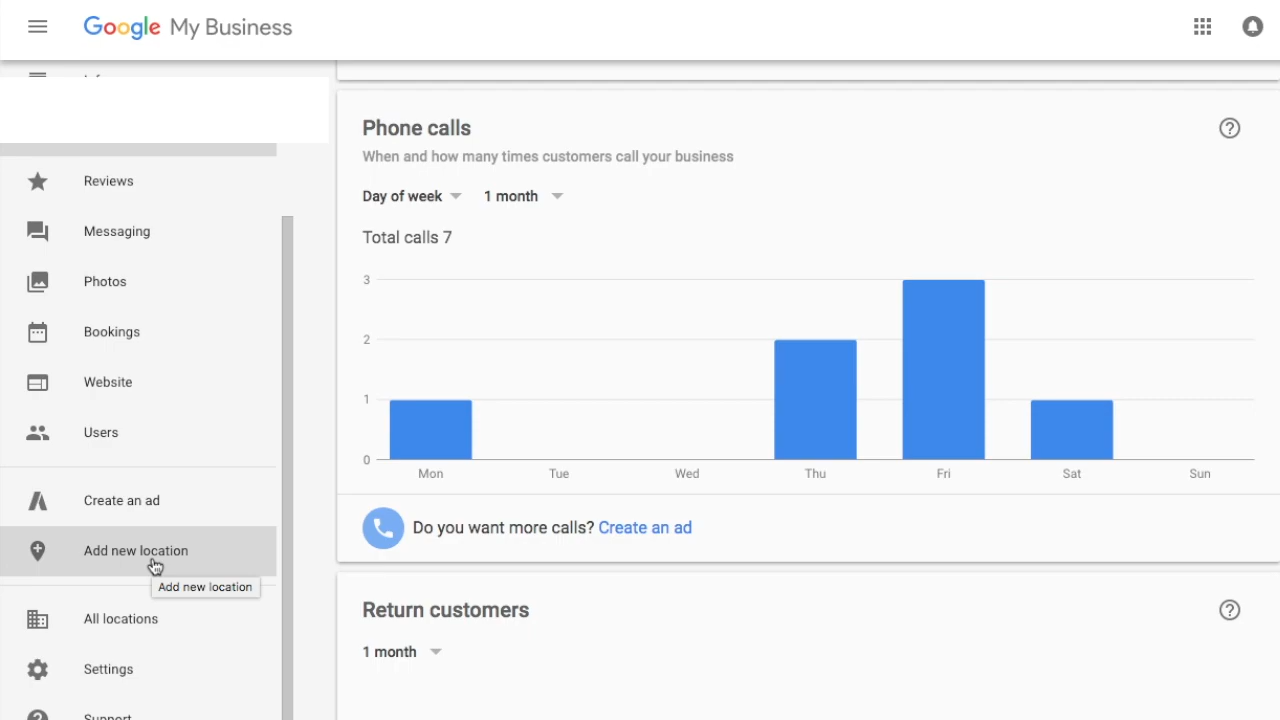 Google My Business
Reviews
Messaging
Photos
Bookings
Website
Users
Create an ad
Add new location
Add new location
All locations
Settings
Support
Phone calls
When and how many times customers call your business
Day of week 1 month
Total calls 7
3
2
1
0
Mon Tue Wed Thu Fri Sat Sun
Do you want more calls? Create an ad
Return customers
1 month